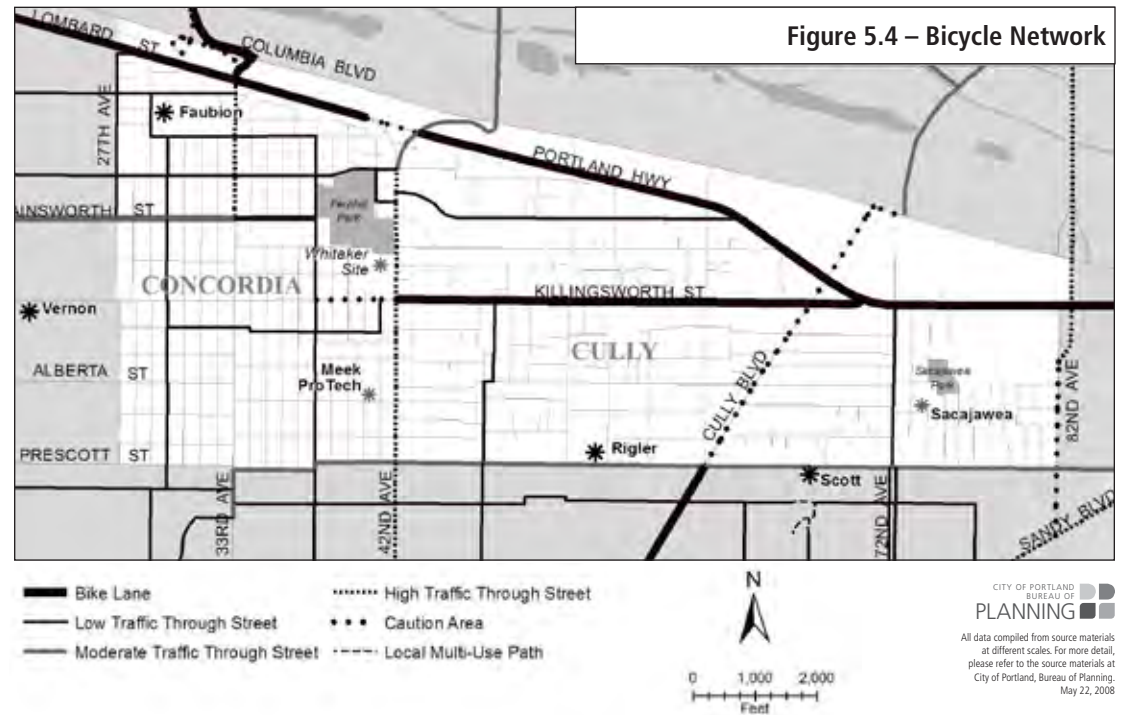 Figure 5.4 – Bicycle Network
LOMBARD ST
COLUMBIA BLVD
27TH AVE
Faubion
PORTLAND HWY
AINSWORTH ST
Fernhill
Park
Whitaker
Site
CONCORDIA
KILLINGSWORTH ST
Vernon
CULLY
ALBERTA ST
Meek
ProTech
CULLY BLVD
Sacajawea
Park
Sacajawea
82ND AVE
PRESCOTT ST
Rigler
Scott
33RD AVE
42ND AVE
72ND AVE
SANDY BLVD
Bike Lane
Low Traffic Through Street
Moderate Traffic Through Street
High Traffic Through Street
Caution Area
Local Multi-Use Path
N
0 1,000 2,000
Feet
CITY OF PORTLAND
BUREAU OF
PLANNING
All data compiled from source materials
at different scales. For more detail,
please refer to the source materials at
City of Portland, Bureau of Planning.
May 22, 2008